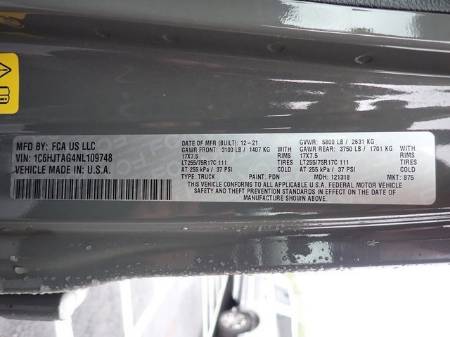 MFD BY: FCA US LLC
VIN: 1C6HJTAG4NL109748
VEHICLE MADE IN: U.S.A.
DATE OF MFR (BUILT): 12-21 GVWR: 5800 LB / 2631 KG
GAWR FRONT 3100 LB / 1407 KG GAWR REAR: 3750 LB / 1701 KG
17X7.5 17X7.5
LT255/75R17C 111 TIRES LT255/75R17C 111 TIRES
AT 255 kPa / 37 PSI COLD AT 255 kPa / 37 PSI COLD
TYPE: TRUCK PAINT: PDN MDH: 121318 MKT: 875
THIS VEHICLE CONFORMS TO ALL APPLICABLE U.S.A. FEDERAL MOTOR VEHICLE
SAFETY AND THEFT PREVENTION STANDARDS IN EFFECT ON THE DATE OF
MANUFACTURE SHOWN ABOVE